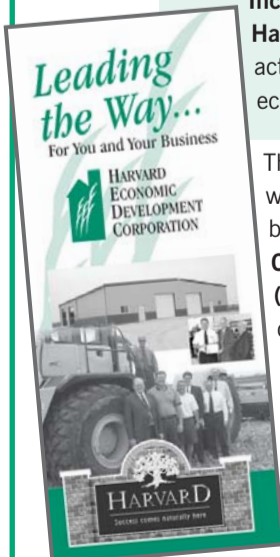 Leading
the Way...
For You and Your Business
HARVARD
ECONOMIC
DEVELOPMENT
CORPORATION
HARVARD
Success comes naturally here
Ha
act
ec
Th
w
b